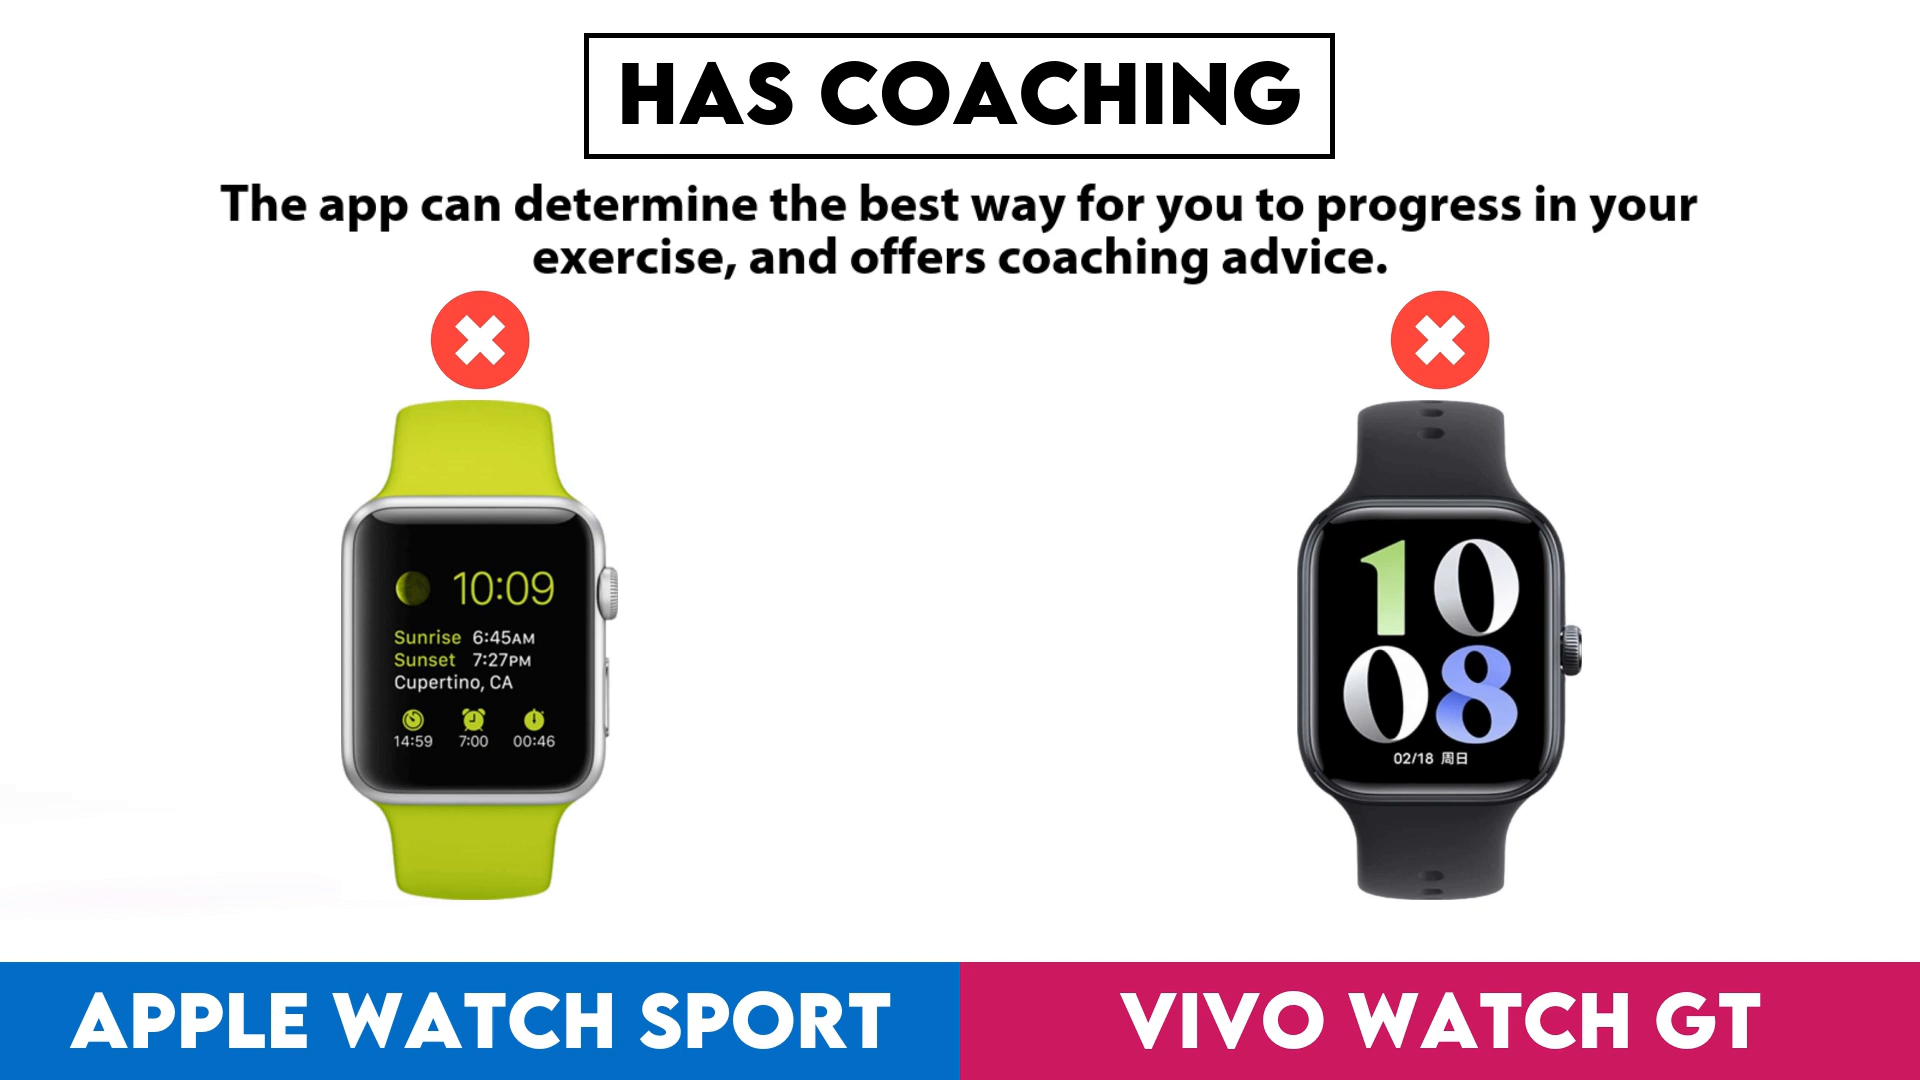 HAS COACHING
The app can determine the best way for you to progress in your
exercise, and offers coaching advice.
10:09
Sunrise 6:45AM
Sunset 7:27PM
Cupertino, CA
14:59 7:00 00:46
10
08
02/18 周日
APPLE WATCH SPORT
VIVO WATCH GT